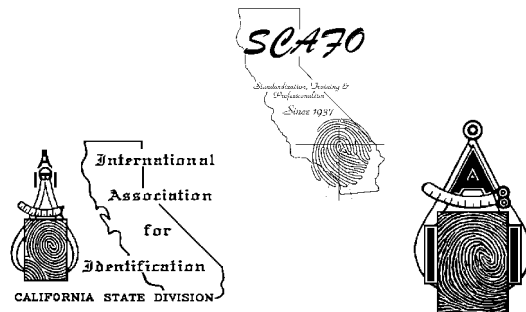 SCAFO
Standardization, Training &
Professionalism
Since 1937
International
Association
for
Identification
CALIFORNIA STATE DIVISION
A